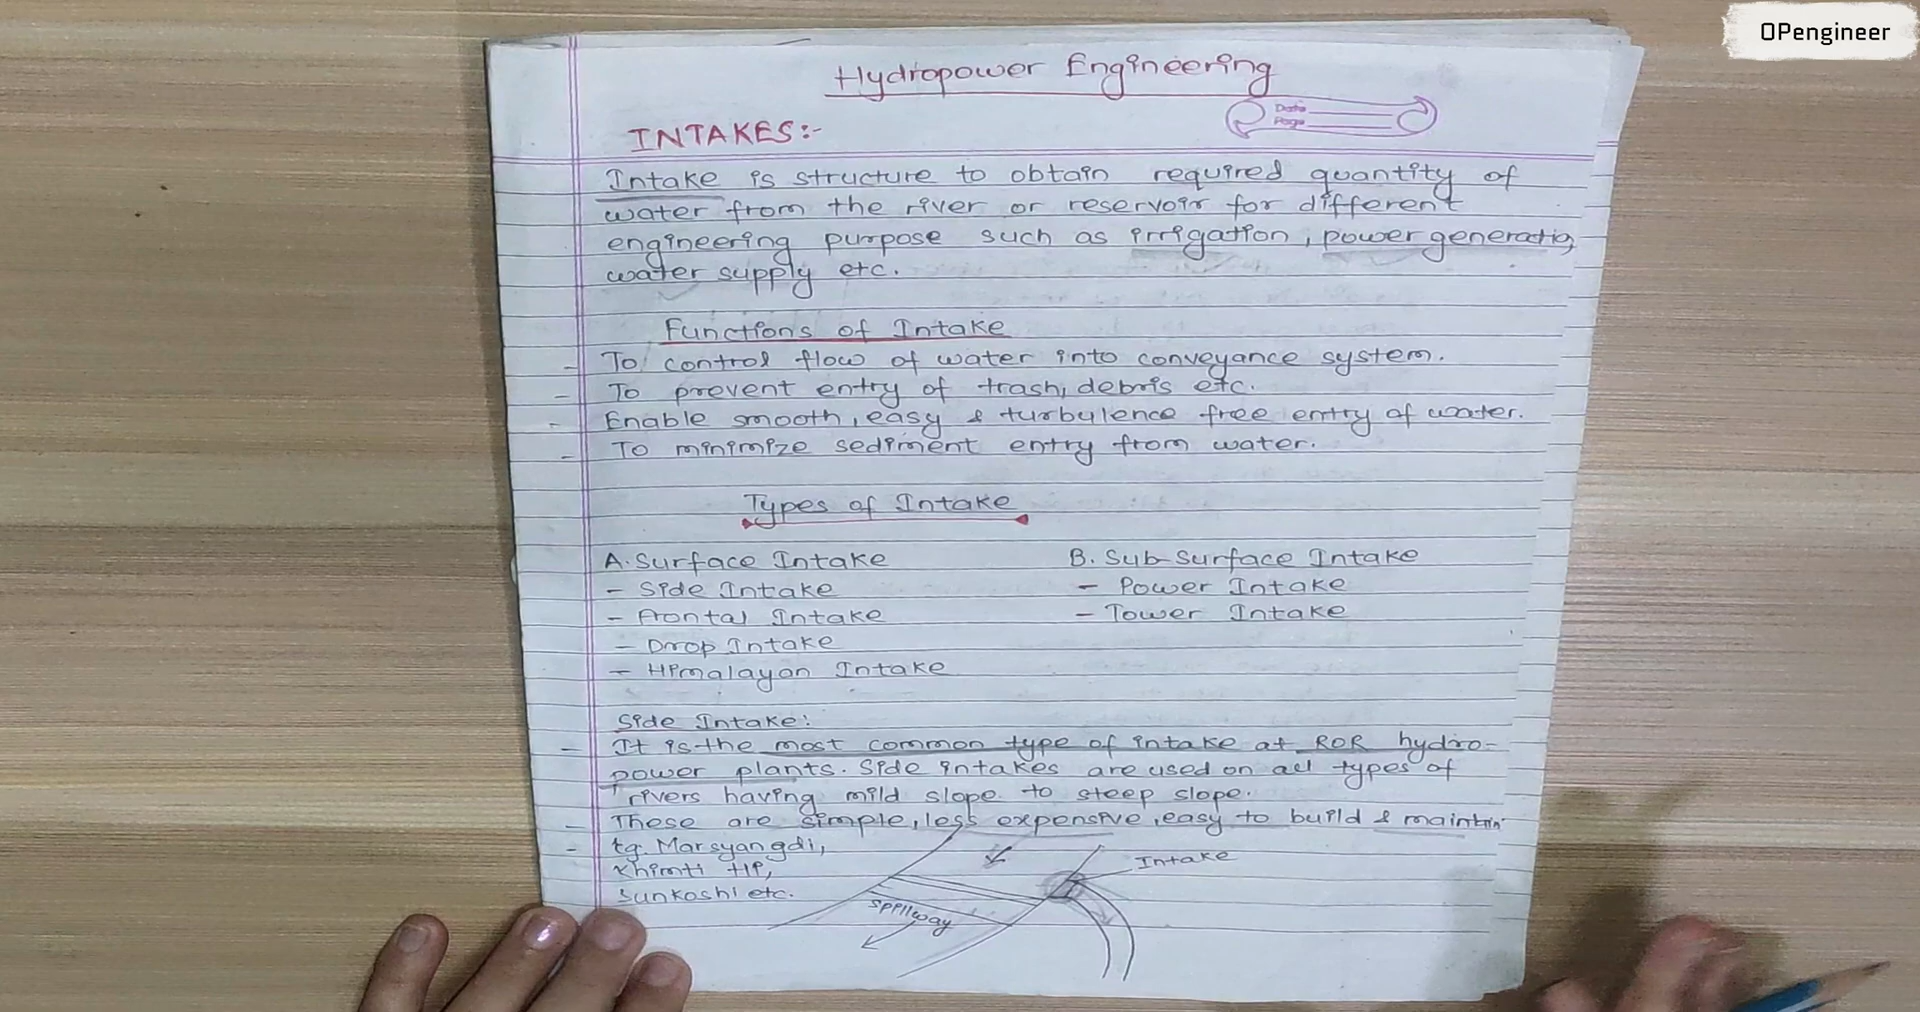 OPengineer
Hydropower Engineering
Date
Page
INTAKES:-
Intake is structure to obtain required quantity of
water from the river or reservoir for different
engineering purpose such as irrigation, power generatio
water supply etc.
Functions of Intake
- To control flow of water into conveyance system.
- To prevent entry of trash, debris etc.
- Enable smooth, easy & turbulence free entry of water.
- To minimize sediment entry from water.
Types of Intake
A. Surface Intake B. Sub-Surface Intake
- Side Intake - Power Intake
- Frontal Intake - Tower Intake
- Drop Intake
- Himalayan Intake
Side Intake:
- It is the most common type of intake at ROR hydro-
power plants. Side intakes are used on all types of
rivers having mild slope to steep slope.
- These are simple, less expensive, easy to build & maintain.
- Eg. Marsyangdi,
Khimti HP,
Sunkoshi etc.
Intake
Spillway